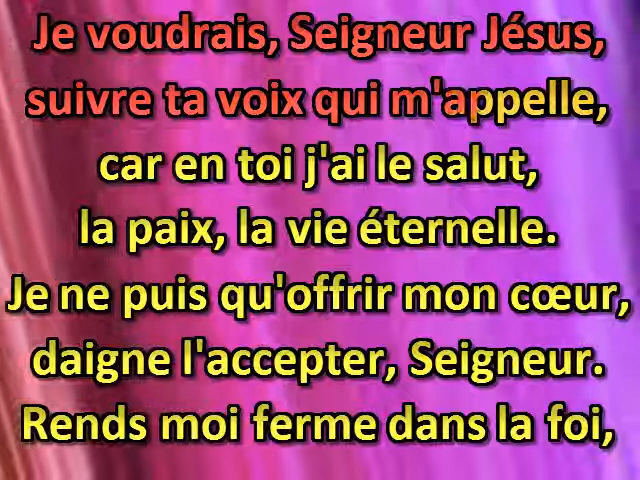 Je voudrais, Seigneur Jésus,
suivre ta voix qui m'appelle,
car en toi j'ai le salut,
la paix, la vie éternelle.
Je ne puis qu'offrir mon cœur,
daigne l'accepter, Seigneur.
Rends moi ferme dans la foi,